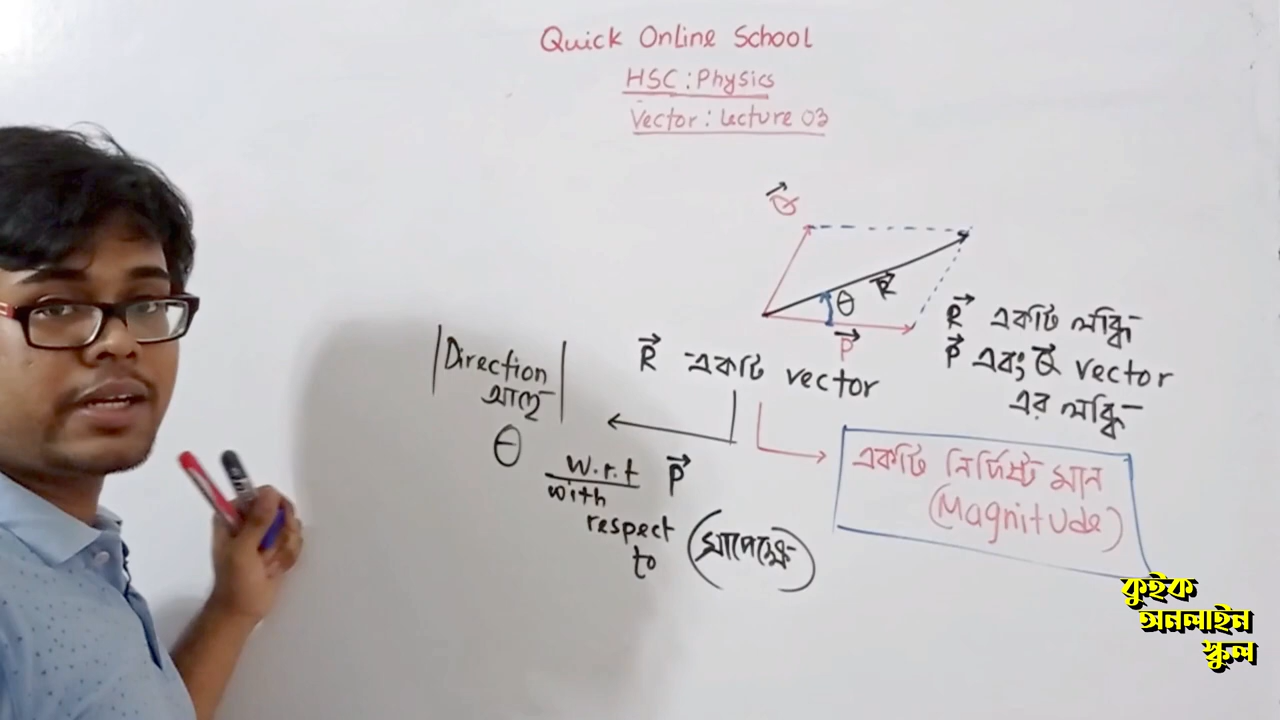 Quick Online School
HSC : Physics
Vector : Lecture 03
Q⃗
θ
R⃗
P⃗
R⃗ একটি লব্ধি
P⃗ এবং Q⃗ vector
এর লব্ধি
R⃗ একটি vector
|Direction
আছে|
θ
w.r.t P⃗
with
respect
to
(সাপেক্ষে)
একটি নির্দিষ্ট মান
(Magnitude)
কুইক
অনলাইন
স্কুল